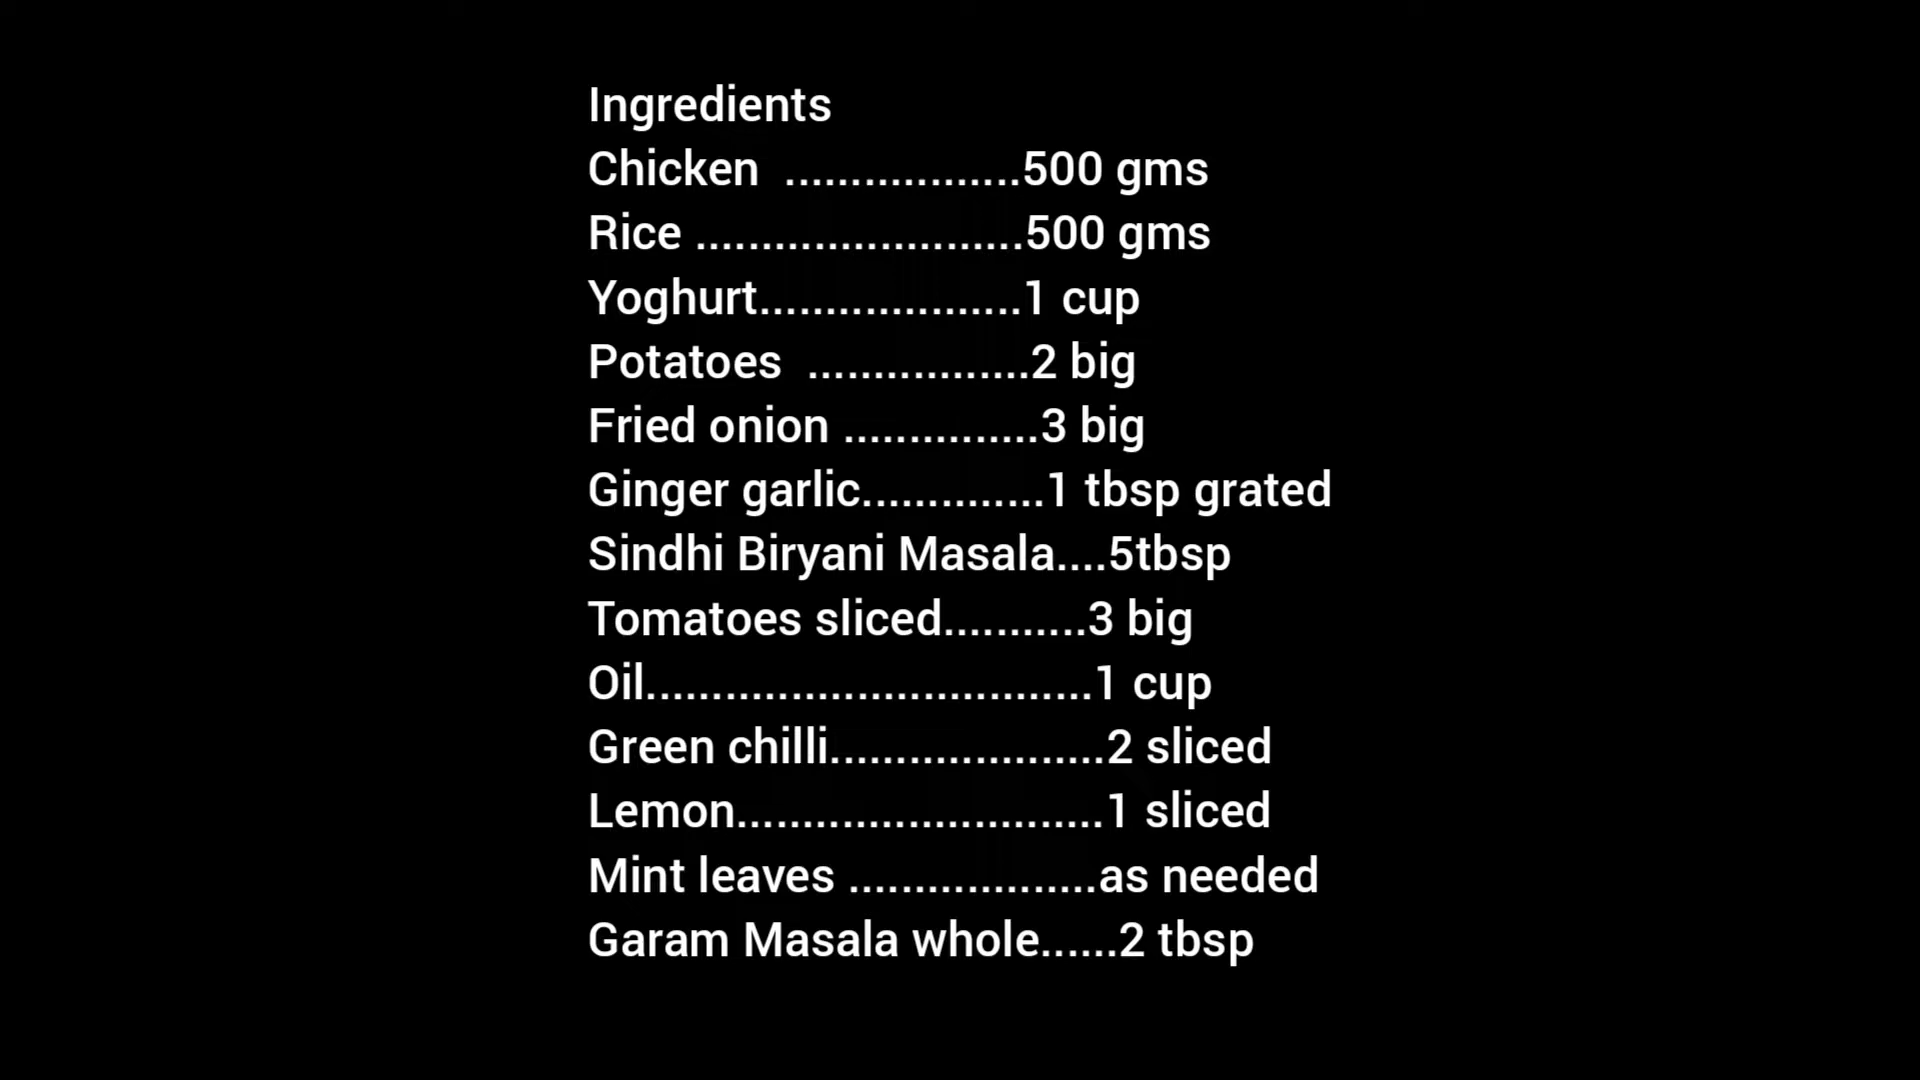 Ingredients
Chicken  ..................500 gms
Rice .........................500 gms
Yoghurt....................1 cup
Potatoes  .................2 big
Fried onion ...............3 big
Ginger garlic..............1 tbsp grated
Sindhi Biryani Masala....5tbsp
Tomatoes sliced...........3 big
Oil..................................1 cup
Green chilli.....................2 sliced
Lemon............................1 sliced
Mint leaves ...................as needed
Garam Masala whole......2 tbsp